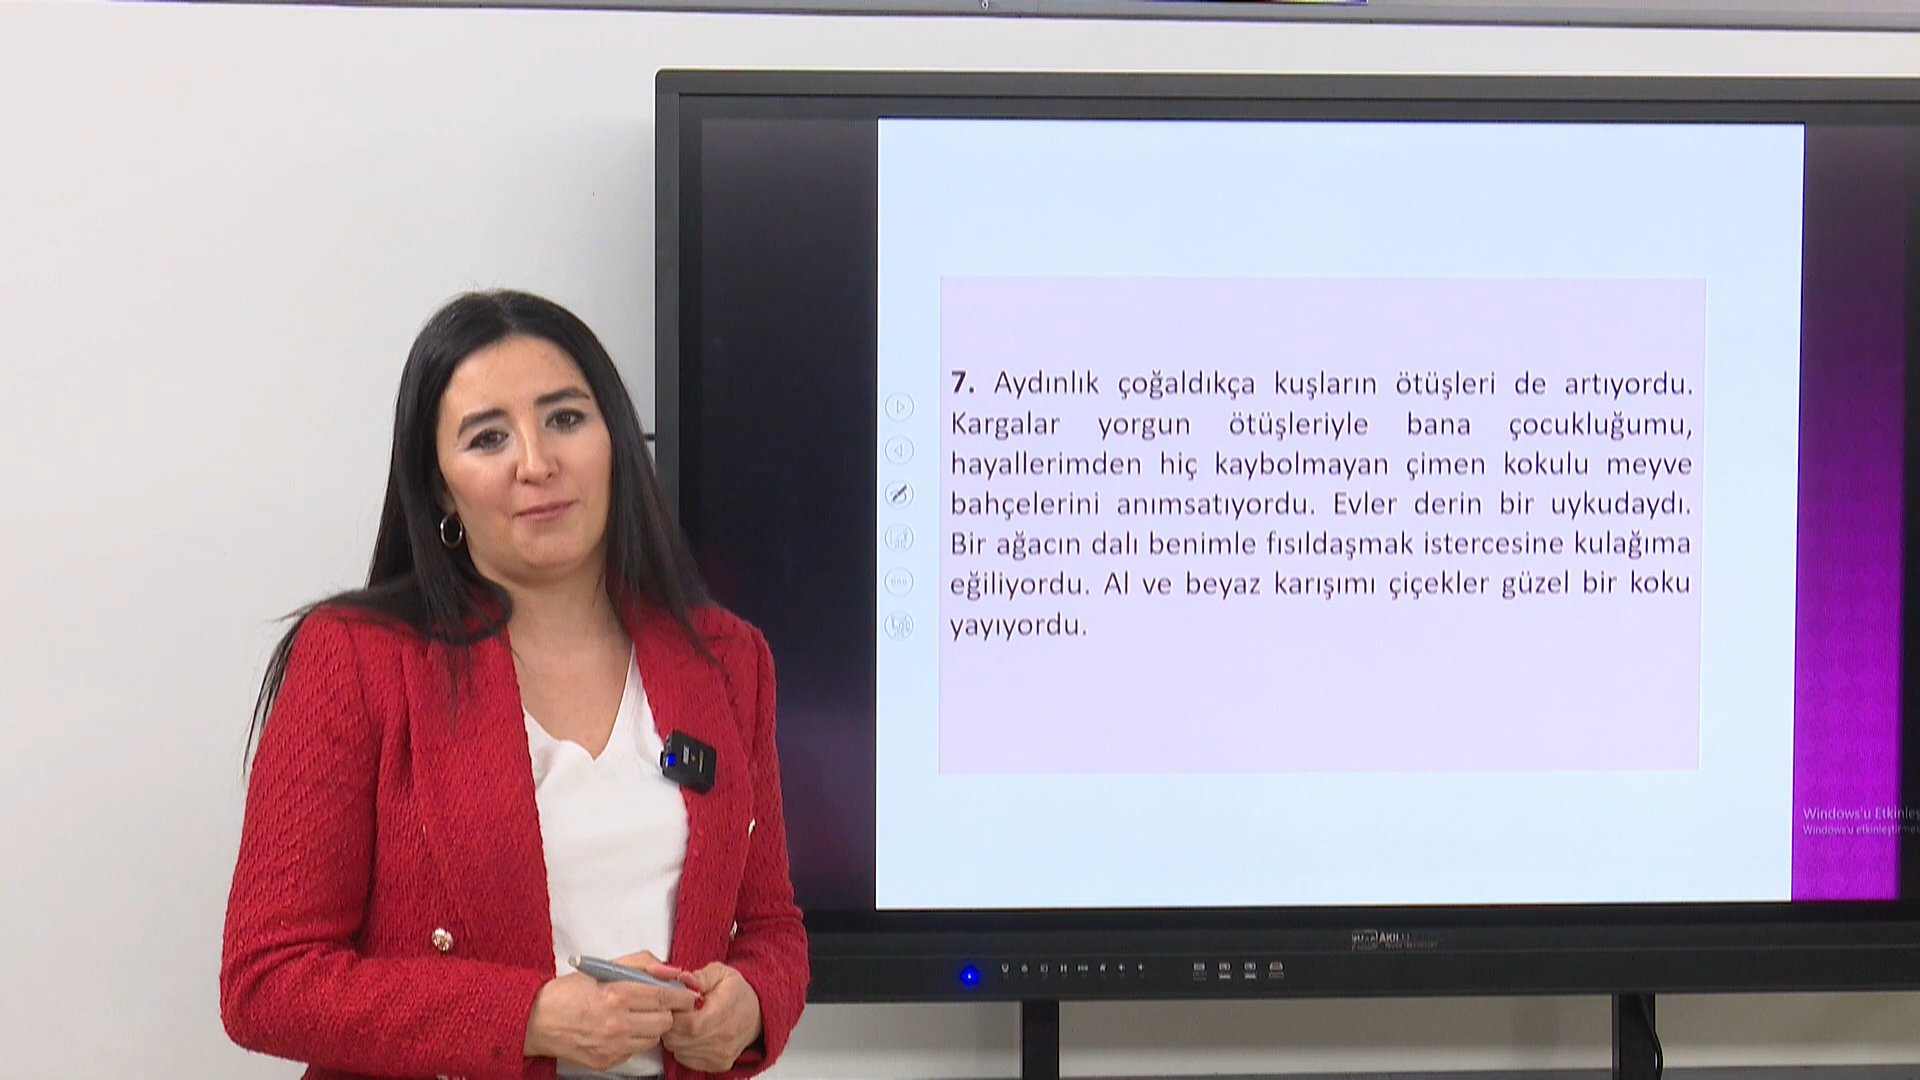 7. Aydınlık çoğaldıkça kuşların ötüşleri de artıyordu.
Kargalar yorgun ötüşleriyle bana çocukluğumu,
hayallerimden hiç kaybolmayan çimen kokulu meyve
bahçelerini anımsatıyordu. Evler derin bir uykudaydı.
Bir ağacın dalı benimle fısıldaşmak istercesine kulağıma
eğiliyordu. Al ve beyaz karışımı çiçekler güzel bir koku
yayıyordu.
Windows'u
Windows'u